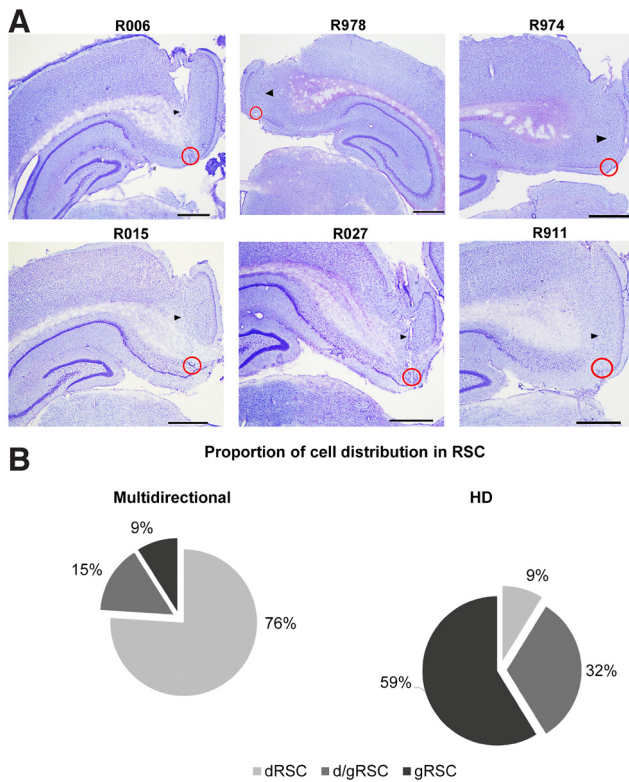 A
R006 R978 R974
R015 R027 R911
B
Proportion of cell distribution in RSC
Multidirectional HD
9%
15%
76%
9%
59%
32%
dRSC d/gRSC gRSC